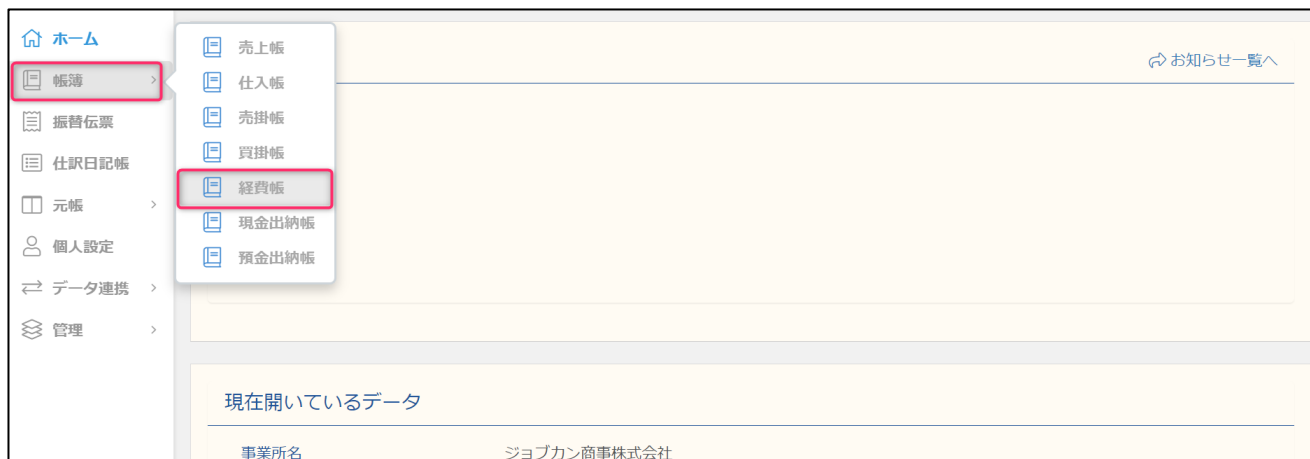 ホーム
帳簿
振替伝票
仕訳日記帳
元帳
個人設定
データ連携
管理
売上帳
仕入帳
売掛帳
買掛帳
経費帳
現金出納帳
預金出納帳
お知らせ一覧へ
現在開いているデータ
事業所名 ジョブカン商事株式会社